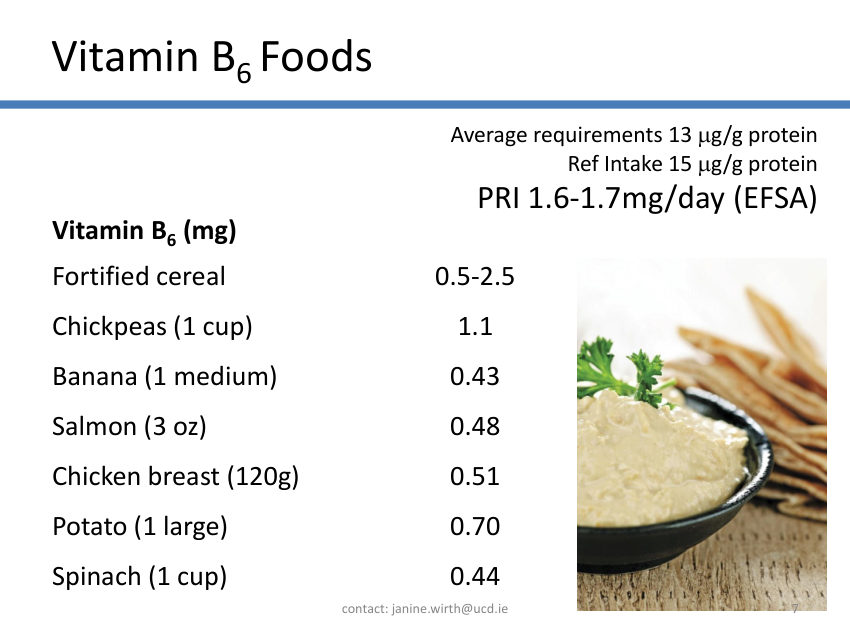 Vitamin B₆ Foods
Average requirements 13 µg/g protein
Ref Intake 15 µg/g protein
PRI 1.6-1.7mg/day (EFSA)
Vitamin B₆ (mg)
Fortified cereal 0.5-2.5
Chickpeas (1 cup) 1.1
Banana (1 medium) 0.43
Salmon (3 oz) 0.48
Chicken breast (120g) 0.51
Potato (1 large) 0.70
Spinach (1 cup) 0.44
contact: janine.wirth@ucd.ie 7